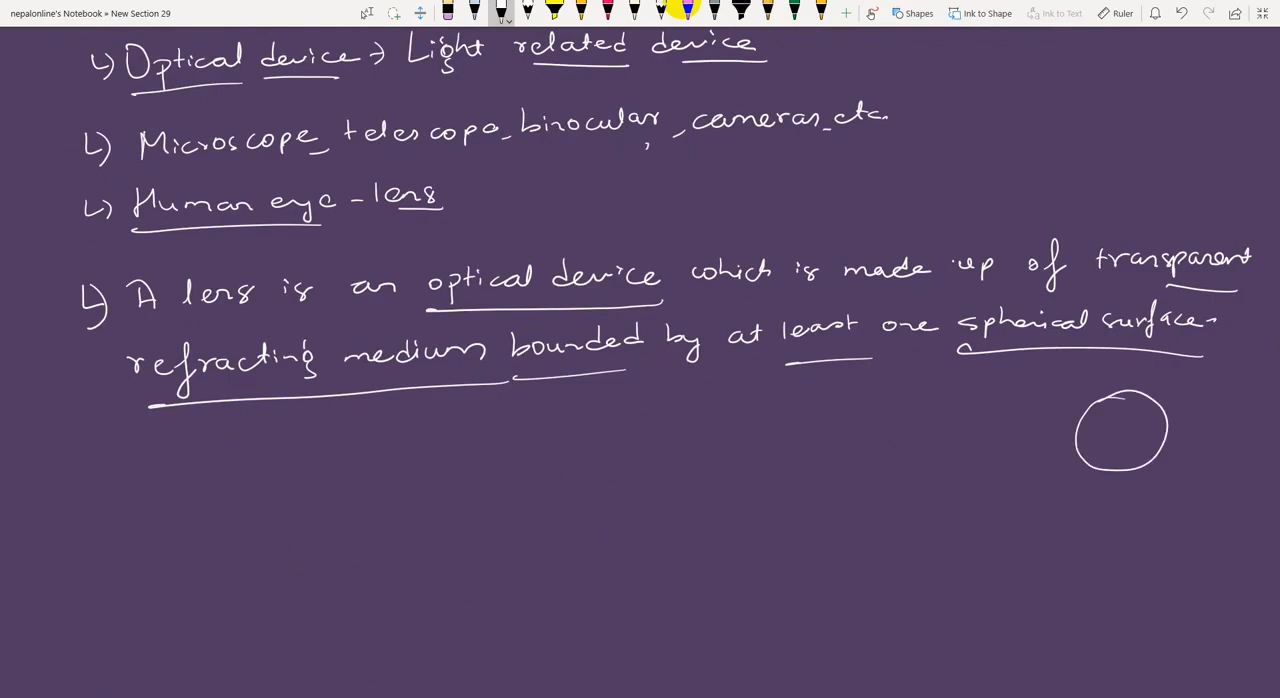 nepalonline's Notebook » New Section 29
Shapes Ink to Shape Ink to Text Ruler
↳ Optical device → Light related device
↳ Microscope, telescope, binocular, cameras, etc.
↳ Human eye - lens
↳ A lens is an optical device which is made up of transparent
refracting medium bounded by at least one spherical surface.